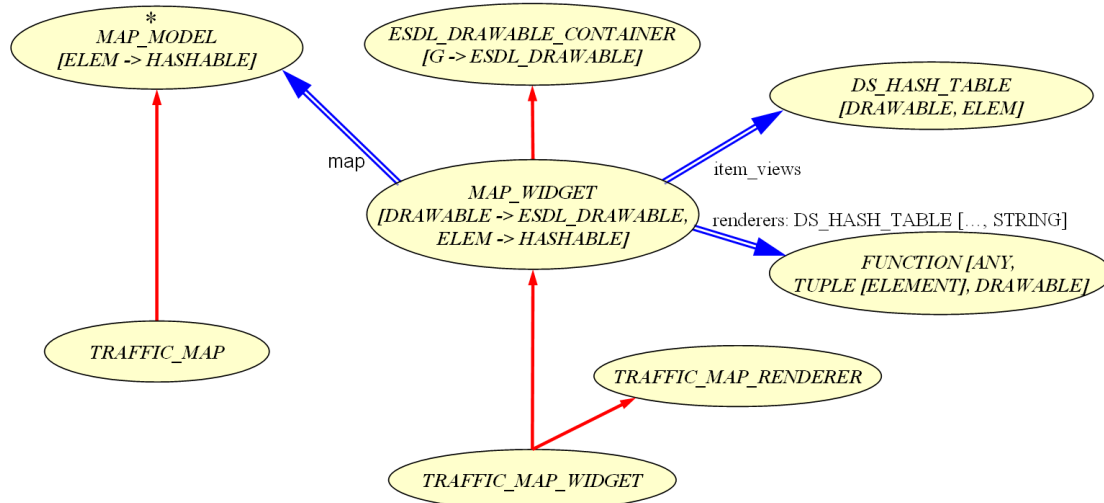 *
MAP_MODEL
[ELEM -> HASHABLE]
ESDL_DRAWABLE_CONTAINER
[G -> ESDL_DRAWABLE]
DS_HASH_TABLE
[DRAWABLE, ELEM]
map
item_views
MAP_WIDGET
[DRAWABLE -> ESDL_DRAWABLE,
ELEM -> HASHABLE]
renderers: DS_HASH_TABLE [..., STRING]
FUNCTION [ANY,
TUPLE [ELEMENT], DRAWABLE]
TRAFFIC_MAP
TRAFFIC_MAP_RENDERER
TRAFFIC_MAP_WIDGET